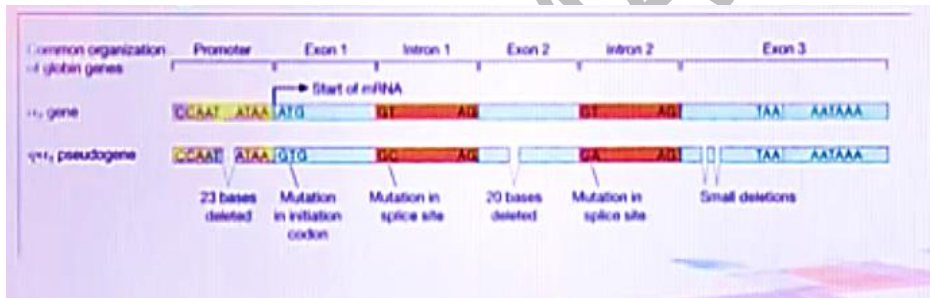 Common organization of globin genes
Promoter Exon 1 Intron 1 Exon 2 Intron 2 Exon 3
Start of mRNA
gene CCAAT ATAA ATG GT AG GT AG TAA AATAAA
pseudogene CCAAT ATAA GTG GC AG GA AG TAA AATAAA
23 bases deleted
Mutation in initiation codon
Mutation in splice site
20 bases deleted
Mutation in splice site
Small deletions